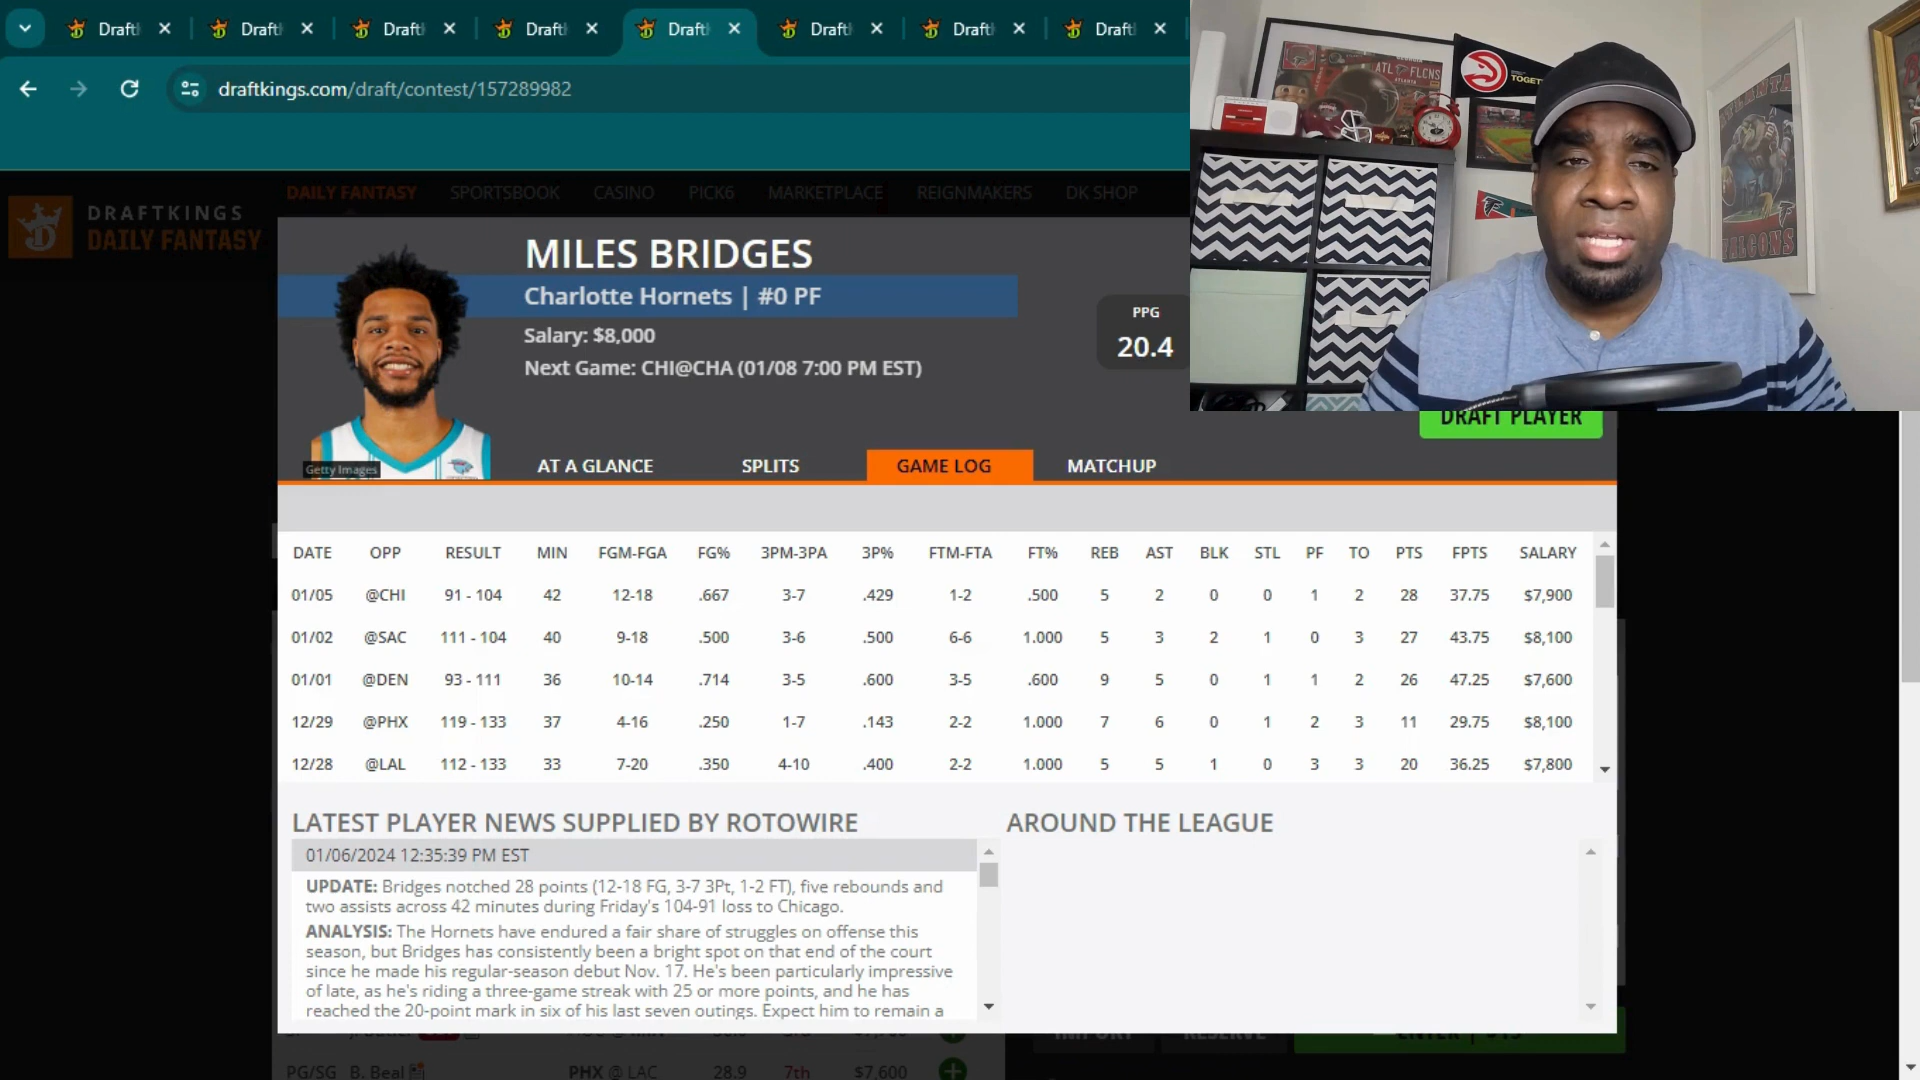 Draft
Draft
Draft
Draft
Draft
Draft
Draft
Draft
draftkings.com/draft/contest/157289982
DRAFTKINGS
DAILY FANTASY
DAILY FANTASY SPORTSBOOK CASINO PICK6 MARKETPLACE REIGNMAKERS DK SHOP
MILES BRIDGES
Charlotte Hornets | #0 PF
Salary: $8,000
Next Game: CHI@CHA (01/08 7:00 PM EST)
PPG
20.4
Getty Images
DRAFT PLAYER
ATL FLCNS
TOGETH
ATLANTA
FALCONS
AT A GLANCE SPLITS GAME LOG MATCHUP
DATE OPP RESULT MIN FGM-FGA FG% 3PM-3PA 3P% FTM-FTA FT% REB AST BLK STL PF TO PTS FPTS SALARY
01/05 @CHI 91 - 104 42 12-18 .667 3-7 .429 1-2 .500 5 2 0 0 1 2 28 37.75 $7,900
01/02 @SAC 111 - 104 40 9-18 .500 3-6 .500 6-6 1.000 5 3 2 1 0 3 27 43.75 $8,100
01/01 @DEN 93 - 111 36 10-14 .714 3-5 .600 3-5 .600 9 5 0 1 1 2 26 47.25 $7,600
12/29 @PHX 119 - 133 37 4-16 .250 1-7 .143 2-2 1.000 7 6 0 1 2 3 11 29.75 $8,100
12/28 @LAL 112 - 133 33 7-20 .350 4-10 .400 2-2 1.000 5 5 1 0 3 3 20 36.25 $7,800
LATEST PLAYER NEWS SUPPLIED BY ROTOWIRE
01/06/2024 12:35:39 PM EST
UPDATE: Bridges notched 28 points (12-18 FG, 3-7 3Pt, 1-2 FT), five rebounds and
two assists across 42 minutes during Friday's 104-91 loss to Chicago.
ANALYSIS: The Hornets have endured a fair share of struggles on offense this
season, but Bridges has consistently been a bright spot on that end of the court
since he made his regular-season debut Nov. 17. He's been particularly impressive
of late, as he's riding a three-game streak with 25 or more points, and he has
reached the 20-point mark in six of his last seven outings. Expect him to remain a
AROUND THE LEAGUE
IMPORT RESERVE ENTER | $15
PG/SG B. Beal PHX @ LAC 28.9 7th $7,600